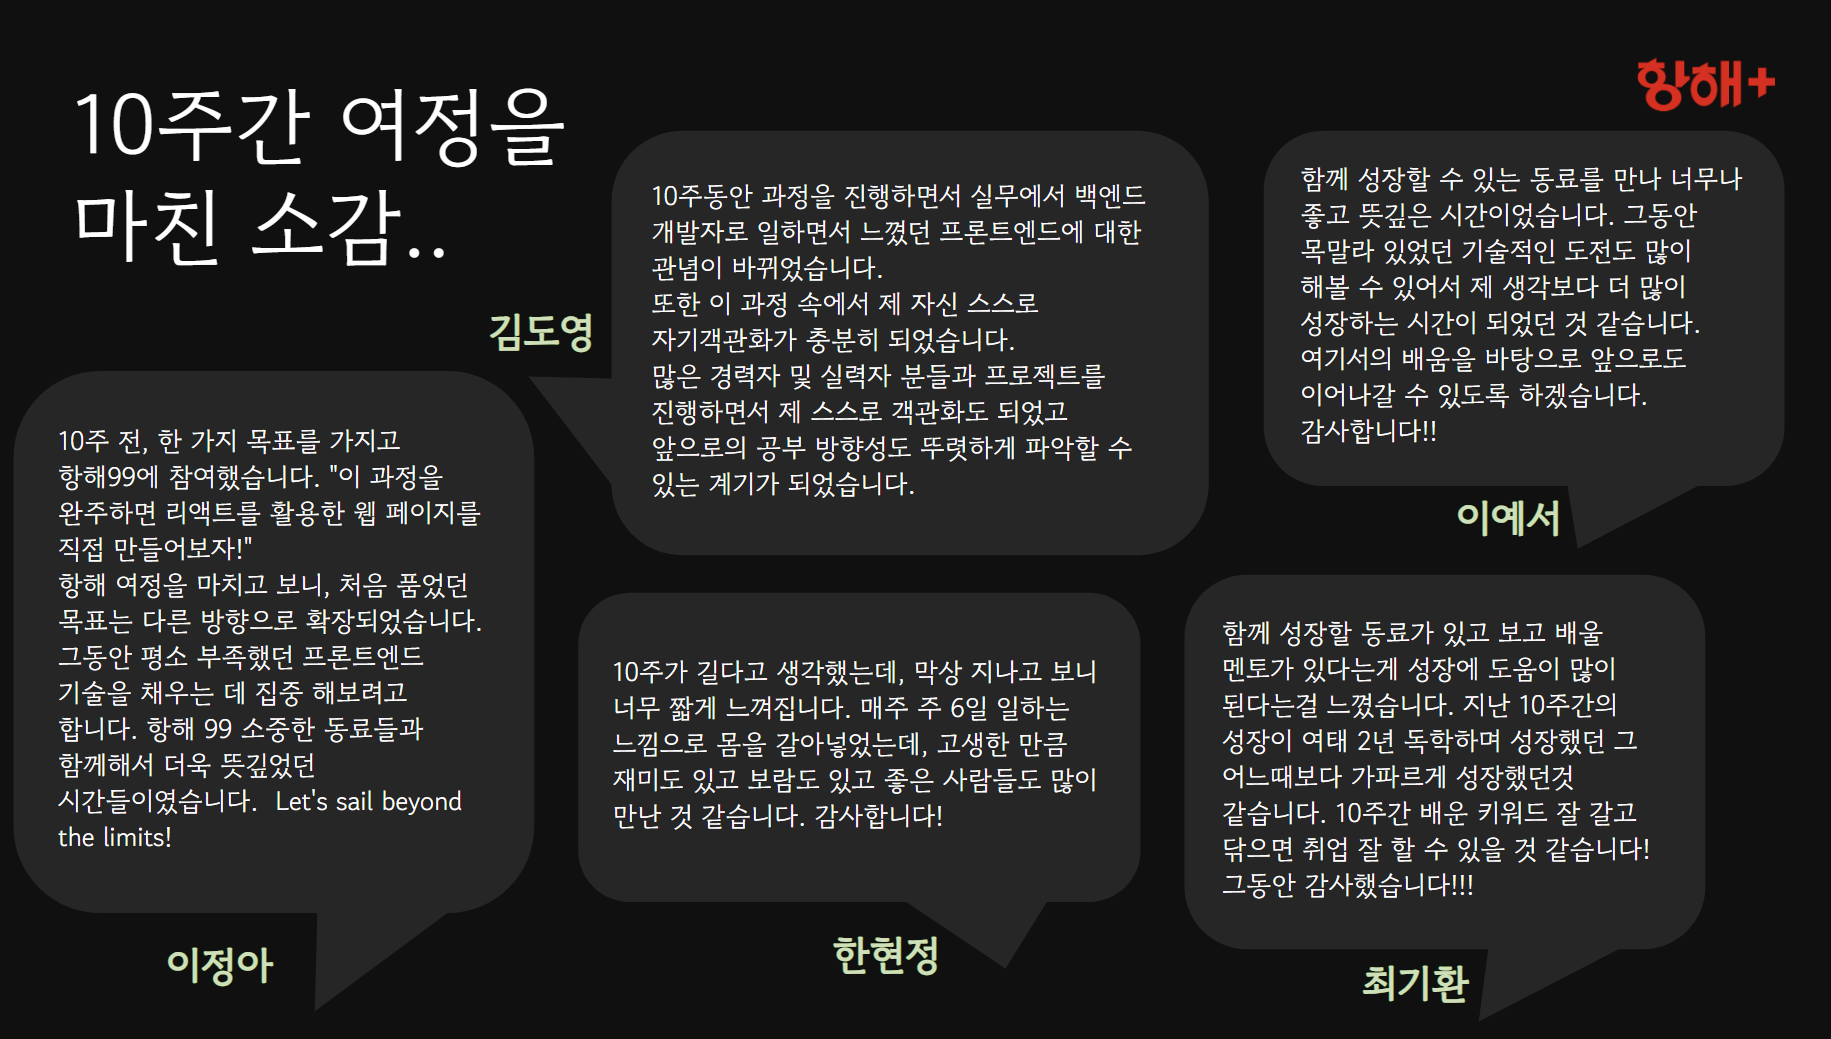 10주간 여정을
마친 소감..
항해+
김도영
10주동안 과정을 진행하면서 실무에서 백엔드
개발자로 일하면서 느꼈던 프론트엔드에 대한
관념이 바뀌었습니다.
또한 이 과정 속에서 제 자신 스스로
자기객관화가 충분히 되었습니다.
많은 경력자 및 실력자 분들과 프로젝트를
진행하면서 제 스스로 객관화도 되었고
앞으로의 공부 방향성도 뚜렷하게 파악할 수
있는 계기가 되었습니다.
함께 성장할 수 있는 동료를 만나 너무나
좋고 뜻깊은 시간이었습니다. 그동안
목말라 있었던 기술적인 도전도 많이
해볼 수 있어서 제 생각보다 더 많이
성장하는 시간이 되었던 것 같습니다.
여기서의 배움을 바탕으로 앞으로도
이어나갈 수 있도록 하겠습니다.
감사합니다!!
이예서
10주 전, 한 가지 목표를 가지고
항해99에 참여했습니다. "이 과정을
완주하면 리액트를 활용한 웹 페이지를
직접 만들어보자!"
항해 여정을 마치고 보니, 처음 품었던
목표는 다른 방향으로 확장되었습니다.
그동안 평소 부족했던 프론트엔드
기술을 채우는 데 집중 해보려고
합니다. 항해 99 소중한 동료들과
함께해서 더욱 뜻깊었던
시간들이였습니다.  Let's sail beyond
the limits!
이정아
10주가 길다고 생각했는데, 막상 지나고 보니
너무 짧게 느껴집니다. 매주 주 6일 일하는
느낌으로 몸을 갈아넣었는데, 고생한 만큼
재미도 있고 보람도 있고 좋은 사람들도 많이
만난 것 같습니다. 감사합니다!
한현정
함께 성장할 동료가 있고 보고 배울
멘토가 있다는게 성장에 도움이 많이
된다는걸 느꼈습니다. 지난 10주간의
성장이 여태 2년 독학하며 성장했던 그
어느때보다 가파르게 성장했던것
같습니다. 10주간 배운 키워드 잘 갈고
닦으면 취업 잘 할 수 있을 것 같습니다!
그동안 감사했습니다!!!
최기환